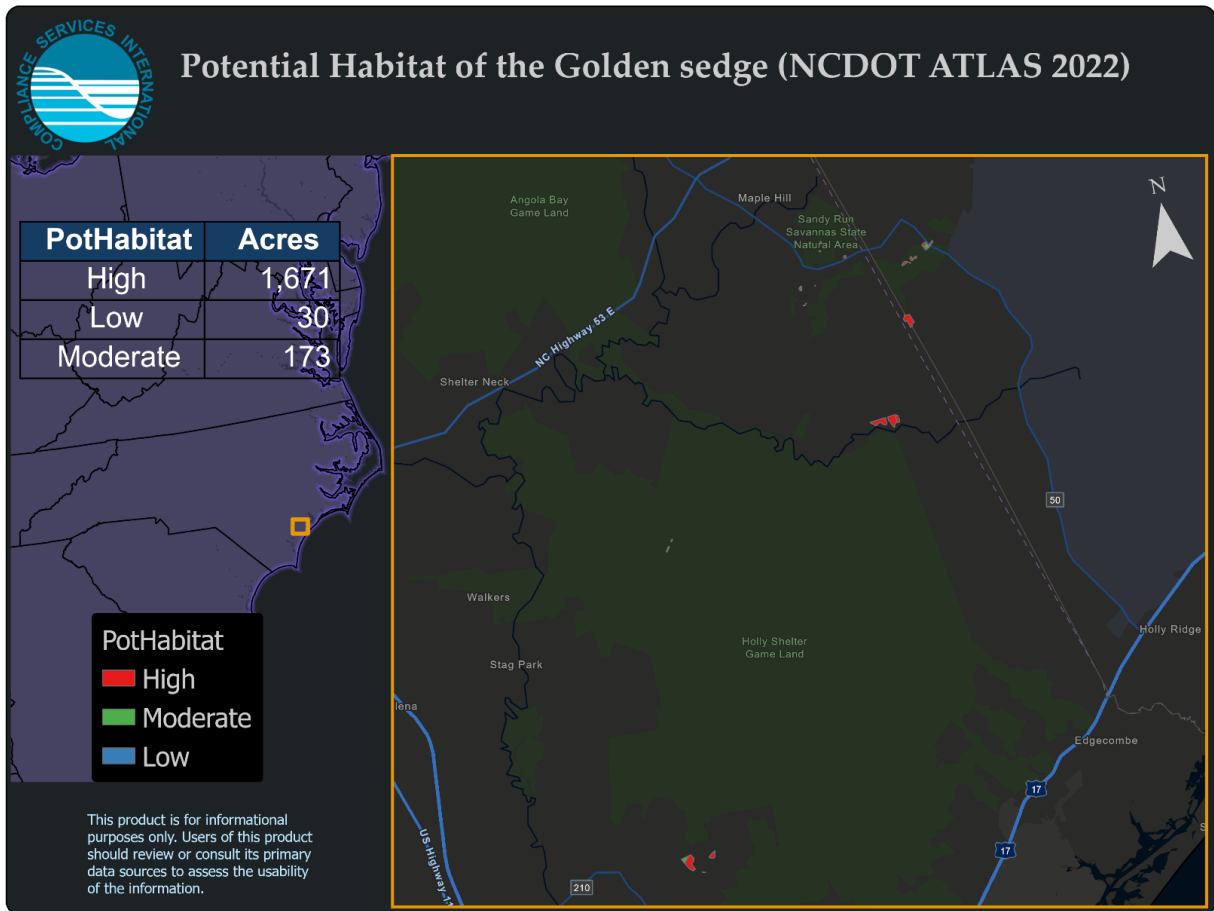 COMPLIANCE SERVICES INTERNATIONAL
Potential Habitat of the Golden sedge (NCDOT ATLAS 2022)
PotHabitat Acres
High 1,671
Low 30
Moderate 173
PotHabitat
High
Moderate
Low
This product is for informational
purposes only. Users of this product
should review or consult its primary
data sources to assess the usability
of the information.
N
Angola Bay
Game Land
Maple Hill
Sandy Run
Savannas State
Natural Area
NC Highway 53 E
Shelter Neck
50
Walkers
Holly Ridge
Holly Shelter
Game Land
Stag Park
lena
Edgecombe
17
17
US Highway 11
210
S